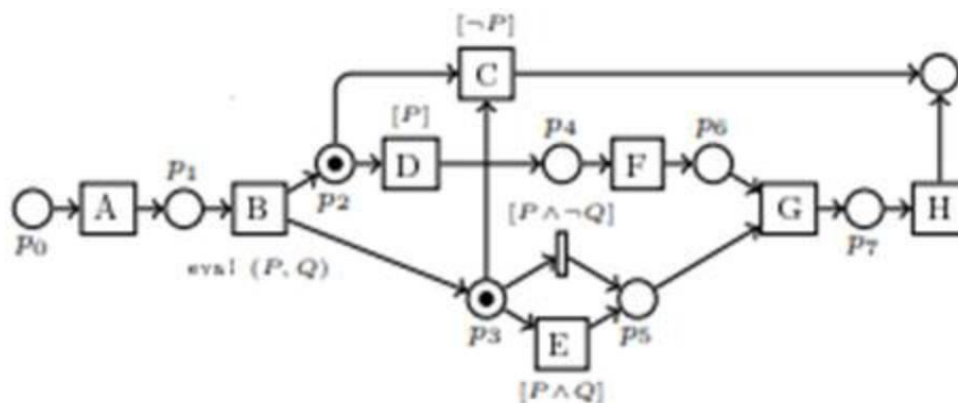 [¬P]
C
[P]
p4
p6
D
F
p1
A
B
p2
[P∧¬Q]
G
H
p0
p7
eval (P, Q)
p3
E
p5
[P∧Q]